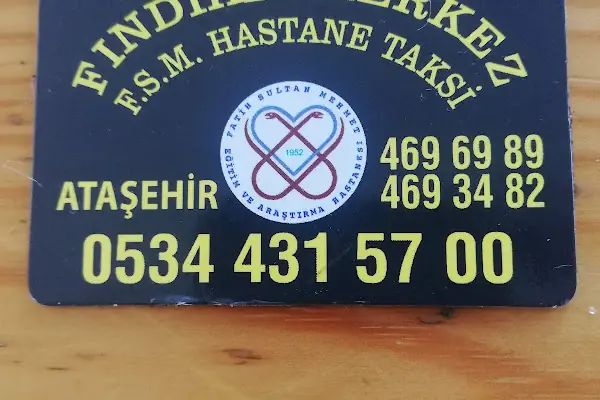 F.S.M. HASTANE TAKSİ
FATİH SULTAN MEHMET
1952
EĞİTİM VE ARAŞTIRMA HASTANESİ
469 69 89
ATAŞEHİR
469 34 82
0534 431 57 00